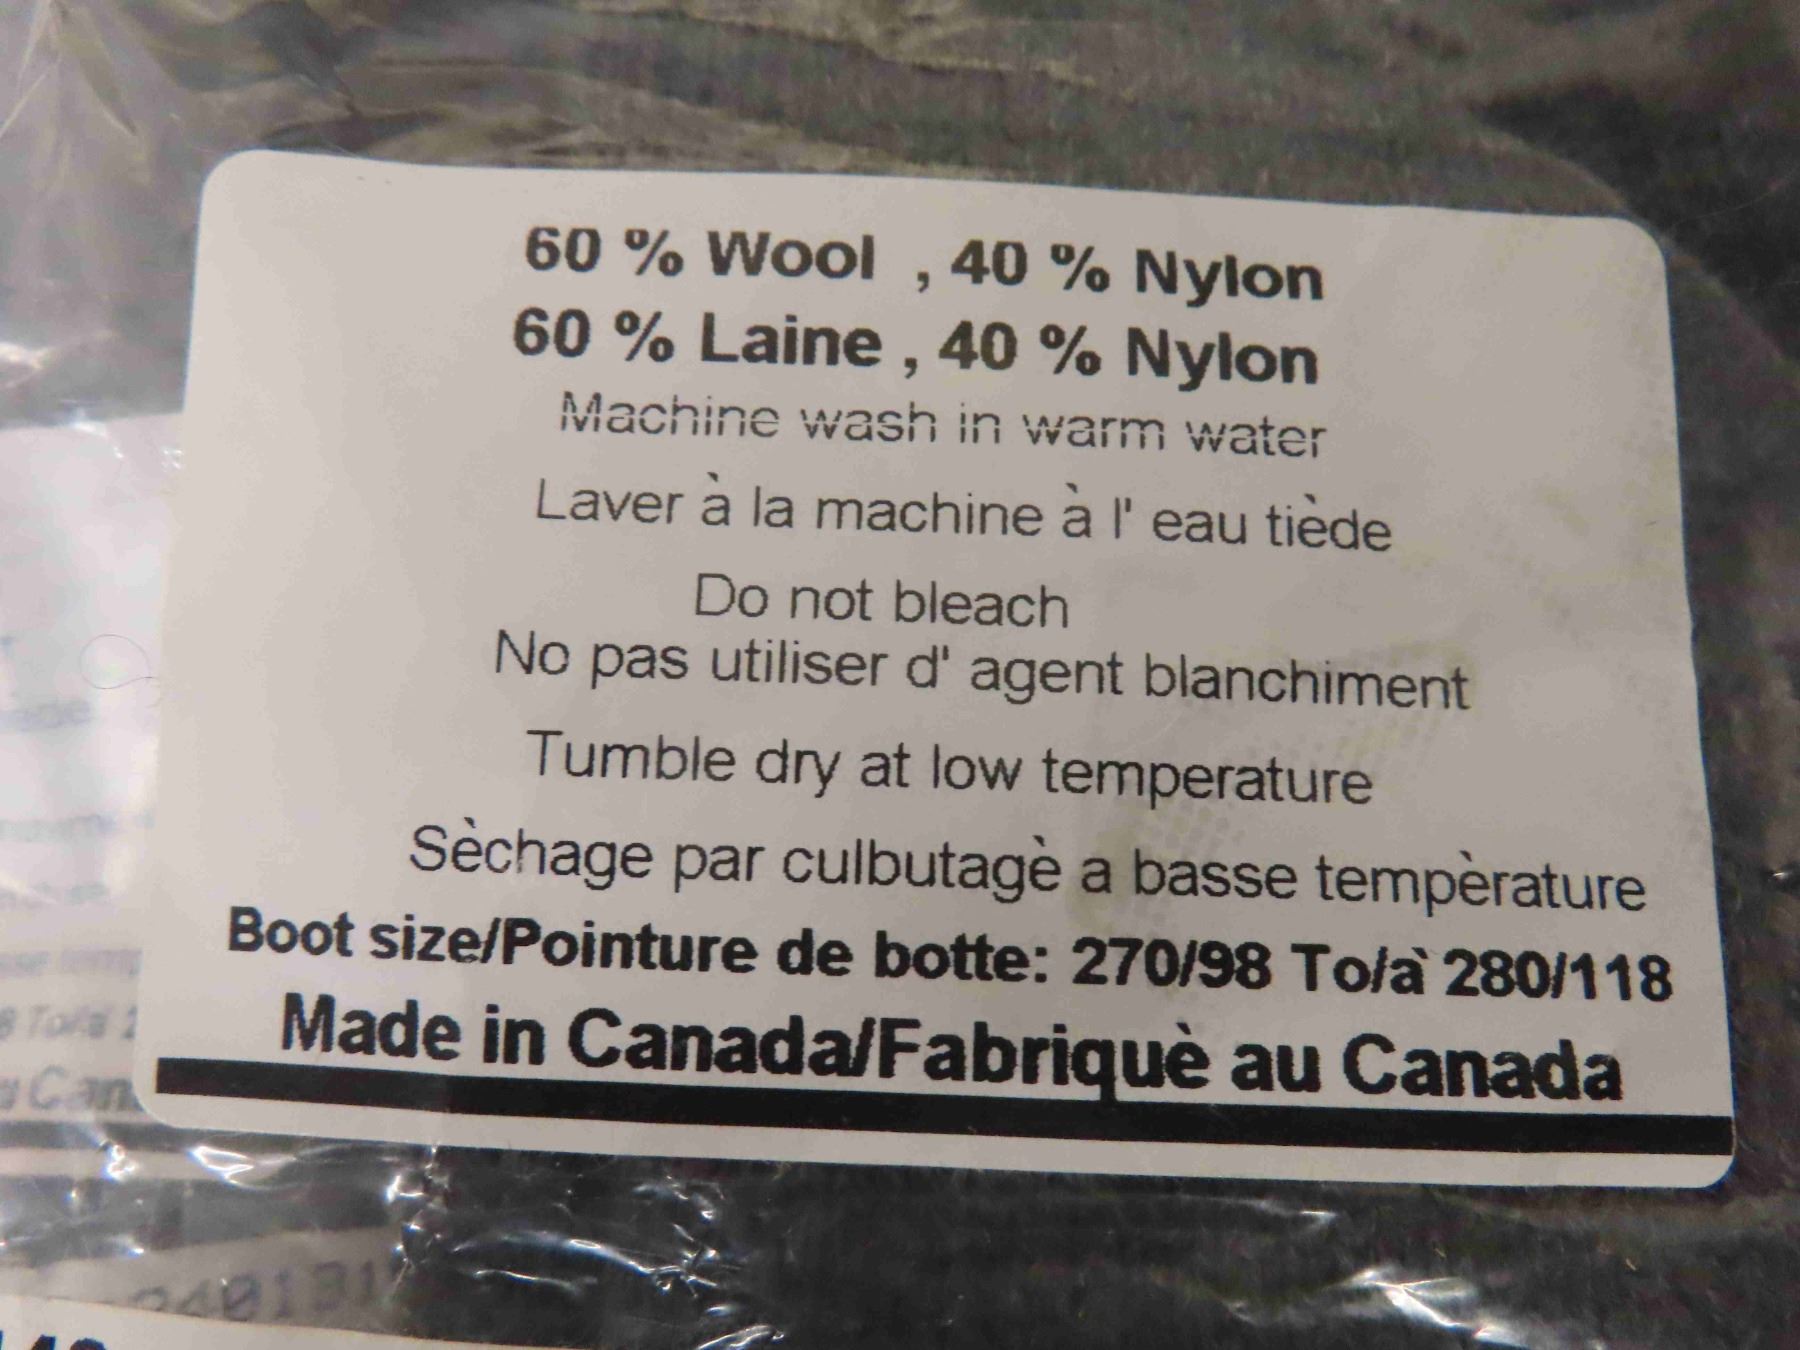 60 % Wool , 40 % Nylon
60 % Laine , 40 % Nylon
Machine wash in warm water
Laver à la machine à l' eau tiède
Do not bleach
No pas utiliser d' agent blanchiment
Tumble dry at low temperature
Sèchage par culbutagè a basse tempèrature
Boot size/Pointure de botte: 270/98 To/à 280/118
Made in Canada/Fabriquè au Canada